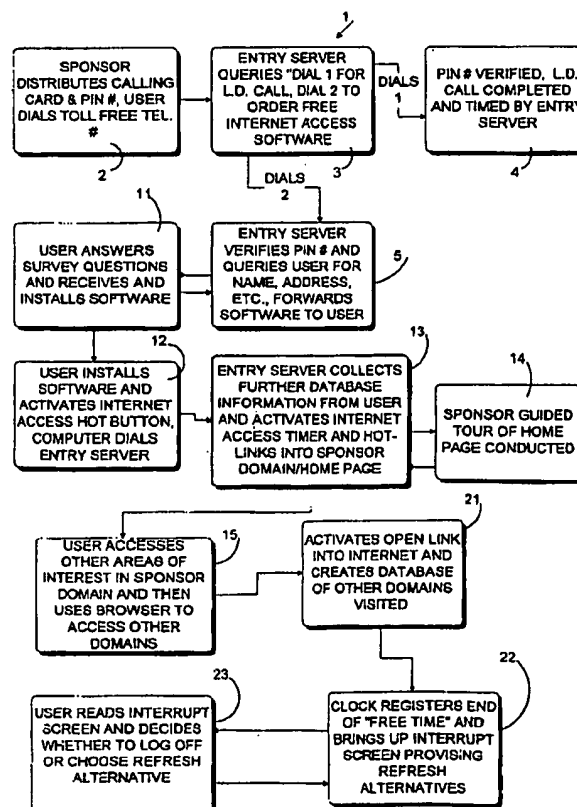 1
SPONSOR
DISTRIBUTES CALLING
CARD & PIN #, USER
DIALS TOLL FREE TEL.
#
2
ENTRY SERVER
QUERIES "DIAL 1 FOR
L.D. CALL, DIAL 2 TO
ORDER FREE
INTERNET ACCESS
SOFTWARE
3
DIALS
1
PIN # VERIFIED, L.D.
CALL COMPLETED
AND TIMED BY ENTRY
SERVER
4
DIALS
2
11
USER ANSWERS
SURVEY QUESTIONS
AND RECEIVES AND
INSTALLS SOFTWARE
ENTRY SERVER
VERIFIES PIN # AND
QUERIES USER FOR
NAME, ADDRESS,
ETC., FORWARDS
SOFTWARE TO USER
5
12
USER INSTALLS
SOFTWARE AND
ACTIVATES INTERNET
ACCESS HOT BUTTON,
COMPUTER DIALS
ENTRY SERVER
13
ENTRY SERVER COLLECTS
FURTHER DATABASE
INFORMATION FROM USER
AND ACTIVATES INTERNET
ACCESS TIMER AND HOT-
LINKS INTO SPONSOR
DOMAIN/HOME PAGE
14
SPONSOR GUIDED
TOUR OF HOME
PAGE CONDUCTED
15
USER ACCESSES
OTHER AREAS OF
INTEREST IN SPONSOR
DOMAIN AND THEN
USES BROWSER TO
ACCESS OTHER
DOMAINS
21
ACTIVATES OPEN LINK
INTO INTERNET AND
CREATES DATABASE
OF OTHER DOMAINS
VISITED
23
USER READS INTERRUPT
SCREEN AND DECIDES
WHETHER TO LOG OFF
OR CHOOSE REFRESH
ALTERNATIVE
22
CLOCK REGISTERS END
OF "FREE TIME" AND
BRINGS UP INTERRUPT
SCREEN PROVIDING
REFRESH
ALTERNATIVES